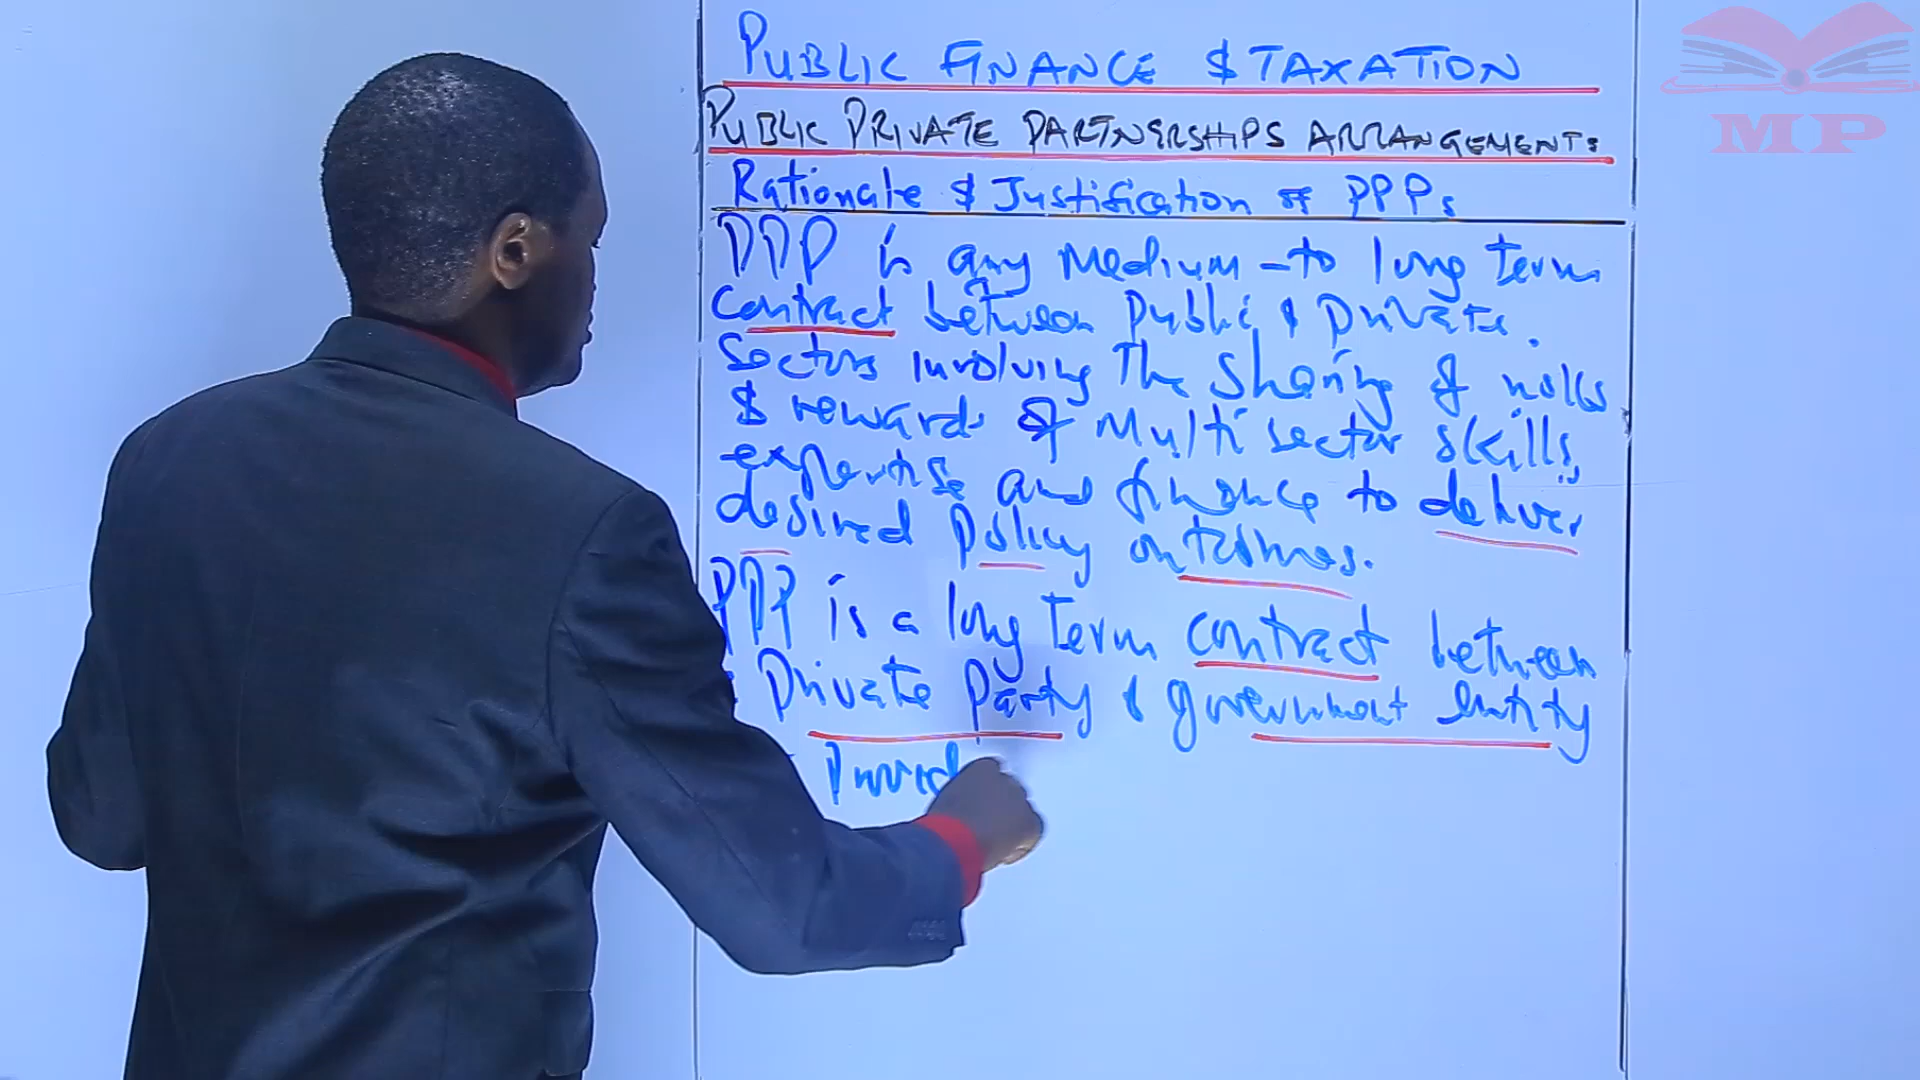 PUBLIC FINANCE & TAXATION
PUBLIC PRIVATE PARTNERSHIPS ARRANGEMENTS
Rationale & Justification of PPPs
PPP is any medium-to long term
contract between public & private
sectors involving the sharing of risks
& rewards of multi sector skills,
expertise and finance to deliver
desired policy outcomes.
PPP is a long term contract between
private party & government entity
provid
MP